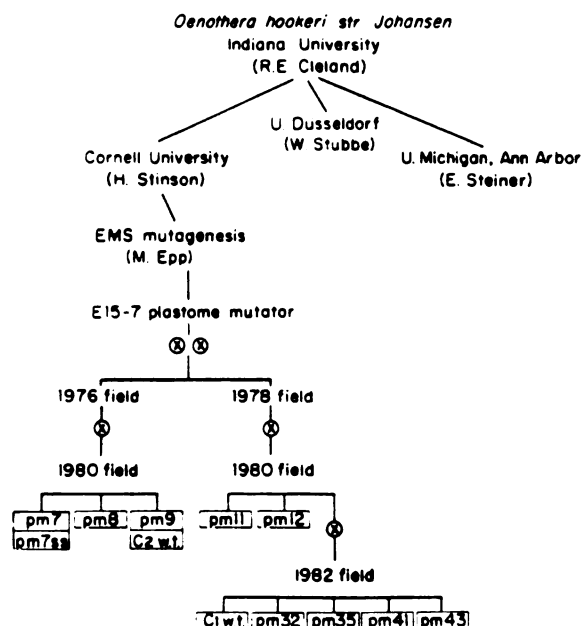 Oenothera hookeri str Johansen
Indiana University
(R.E Cleland)
U. Dusseldorf
(W Stubbe)
Cornell University
(H. Stinson)
U. Michigan, Ann Arbor
(E. Steiner)
EMS mutagenesis
(M. Epp)
E15-7 plastome mutator
1976 field
1978 field
1980 field
1980 field
pm7
pm8
pm9
pm11
pm12
pm7ss
C2 w.t.
1982 field
C1 w t
pm32
pm35
pm41
pm43